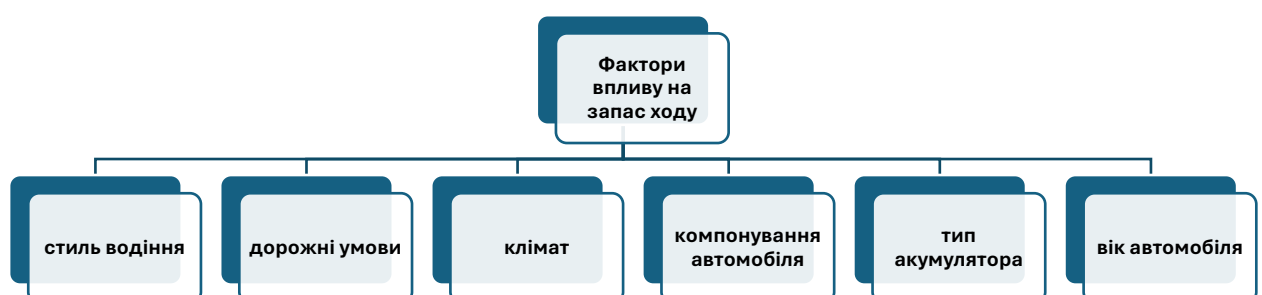 Фактори
впливу на
запас ходу
стиль водіння
дорожні умови
клімат
компонування
автомобіля
тип
акумулятора
вік автомобіля